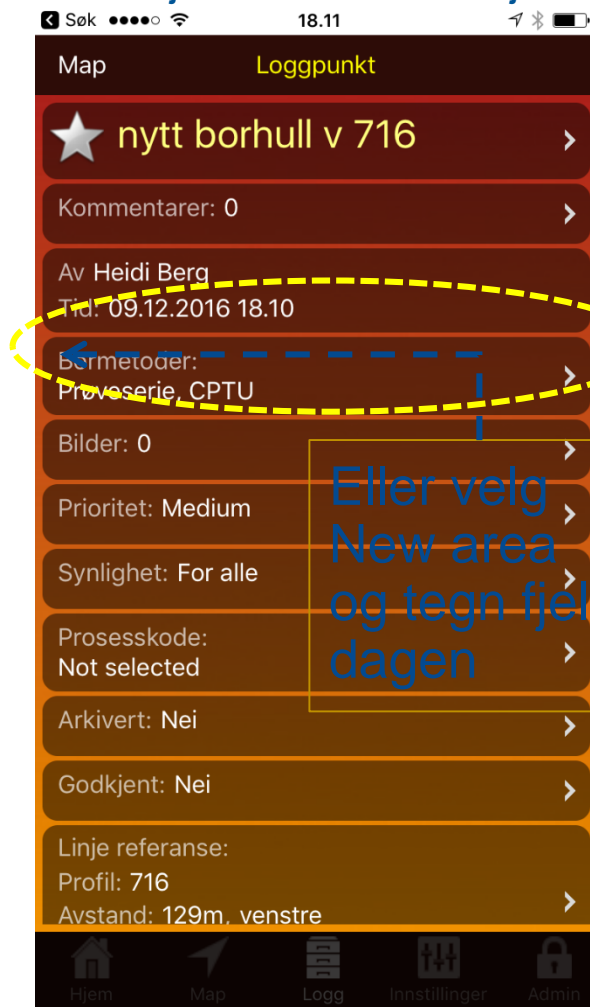 Søk 18.11
Map Loggpunkt
nytt borhull v 716
Kommentarer: 0
Av Heidi Berg
Tid: 09.12.2016 18.10
Bormetoder:
Prøveserie, CPTU
Bilder: 0
Eller velg
Prioritet: Medium
New area
Synlighet: For alle
og tegn fjel
Prosesskode:
Not selected
dagen
Arkivert: Nei
Godkjent: Nei
Linje referanse:
Profil: 716
Avstand: 129m, venstre
Hjem Map Logg Innstillinger Admin